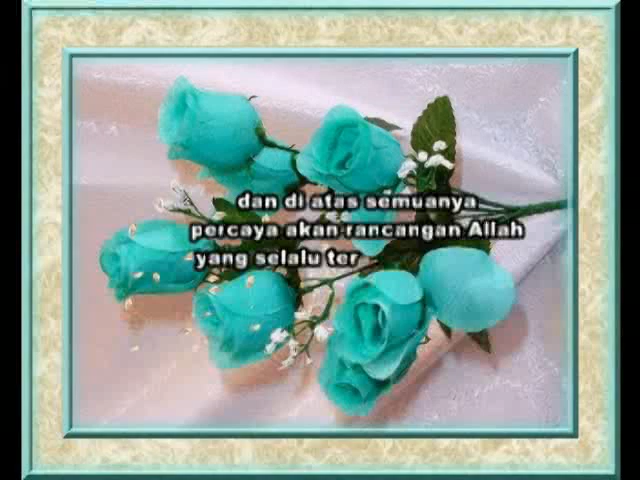 dan di atas semuanya
percaya akan rancangan Allah
yang selalu ter